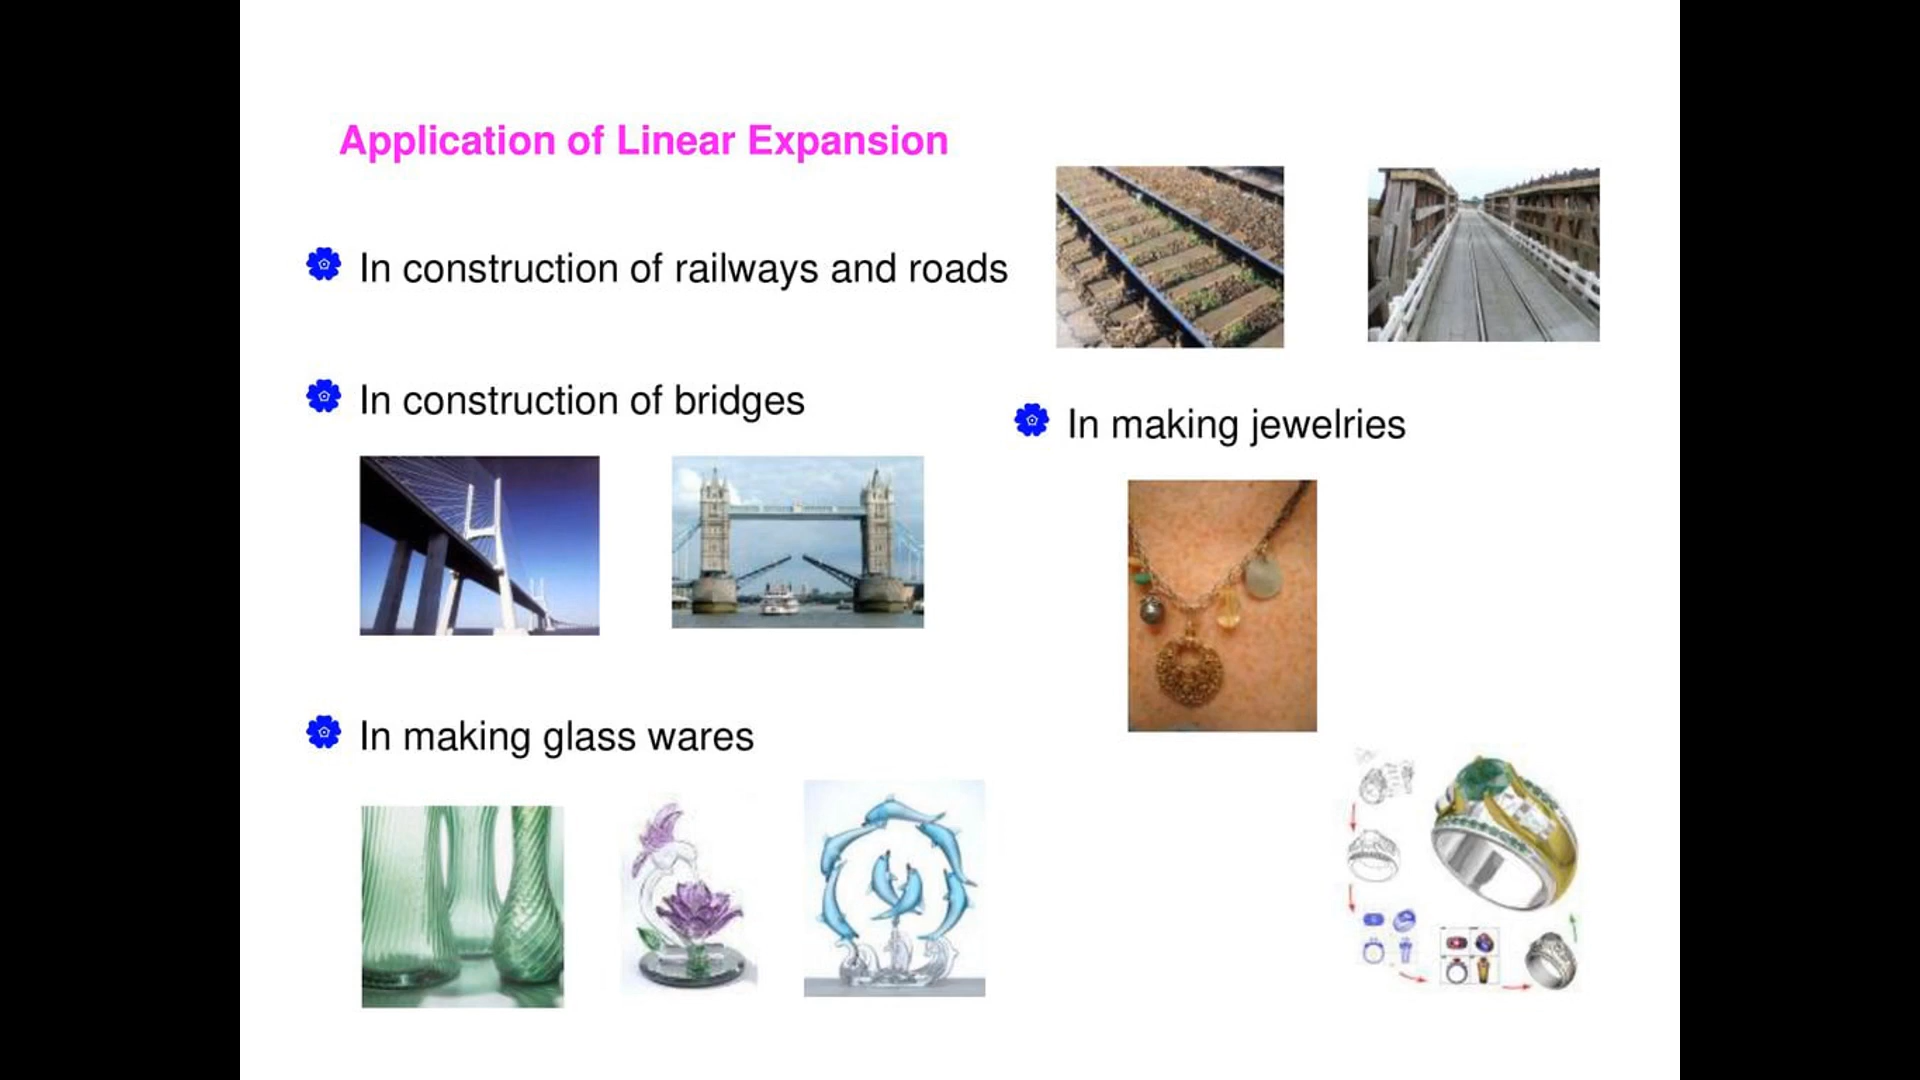 Application of Linear Expansion
In construction of railways and roads
In construction of bridges
In making jewelries
In making glass wares